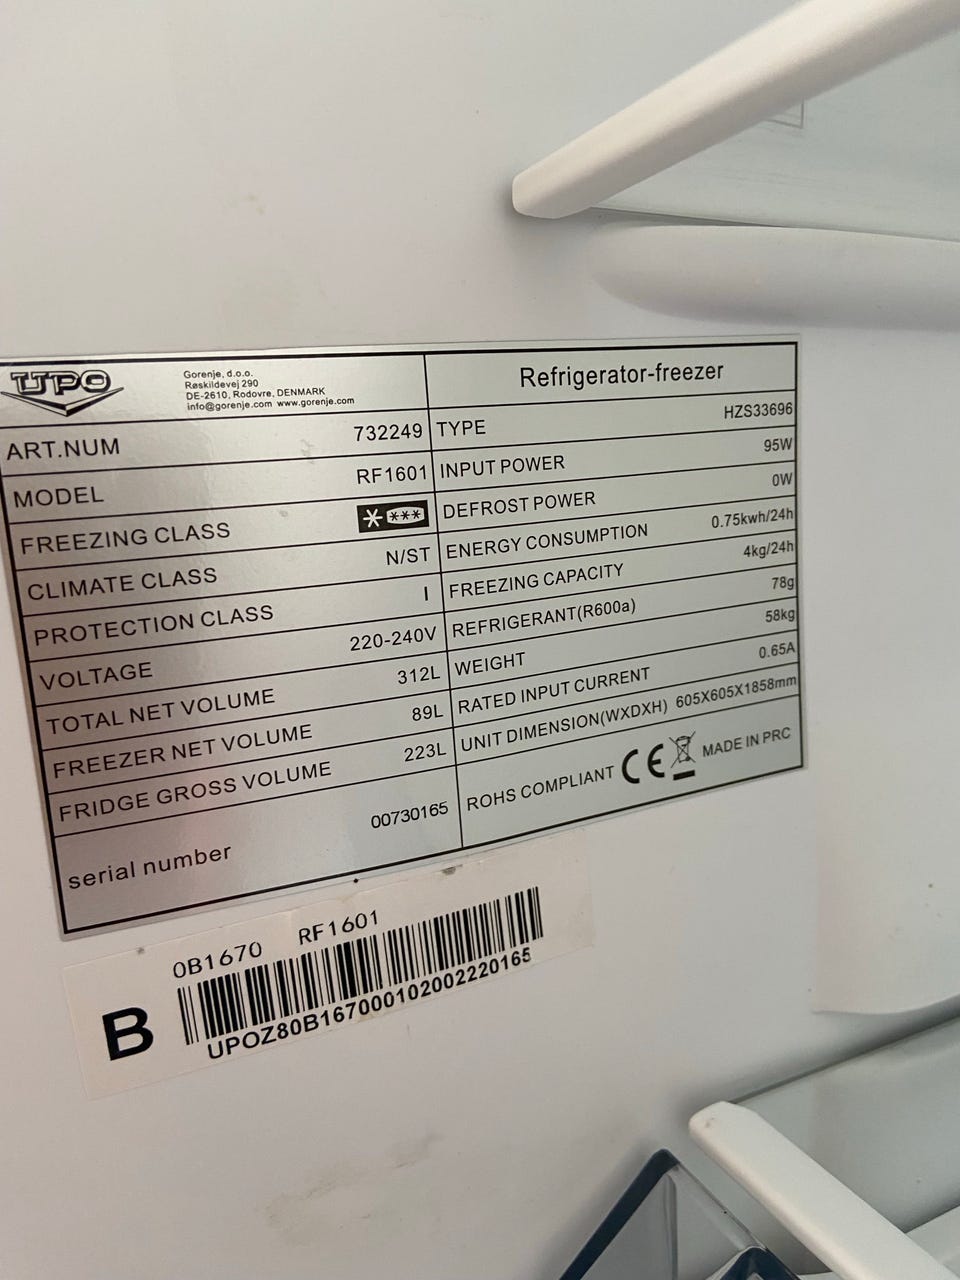 UPO
Gorenje, d.o.o.
Røskildevej 290
DE-2610, Rodovre, DENMARK
info@gorenje.com www.gorenje.com
Refrigerator-freezer
ART.NUM 732249
MODEL RF1601
FREEZING CLASS * ***
CLIMATE CLASS N/ST
PROTECTION CLASS I
VOLTAGE 220-240V
TOTAL NET VOLUME 312L
FREEZER NET VOLUME 89L
FRIDGE GROSS VOLUME 223L
serial number 00730165
TYPE HZS33696
INPUT POWER 95W
DEFROST POWER 0W
ENERGY CONSUMPTION 0.75kwh/24h
FREEZING CAPACITY 4kg/24h
REFRIGERANT(R600a) 78g
WEIGHT 58kg
RATED INPUT CURRENT 0.65A
UNIT DIMENSION(WXDXH) 605X605X1858mm
ROHS COMPLIANT CE MADE IN PRC
0B1670 RF1601
B
UPOZ80B167000102002220165